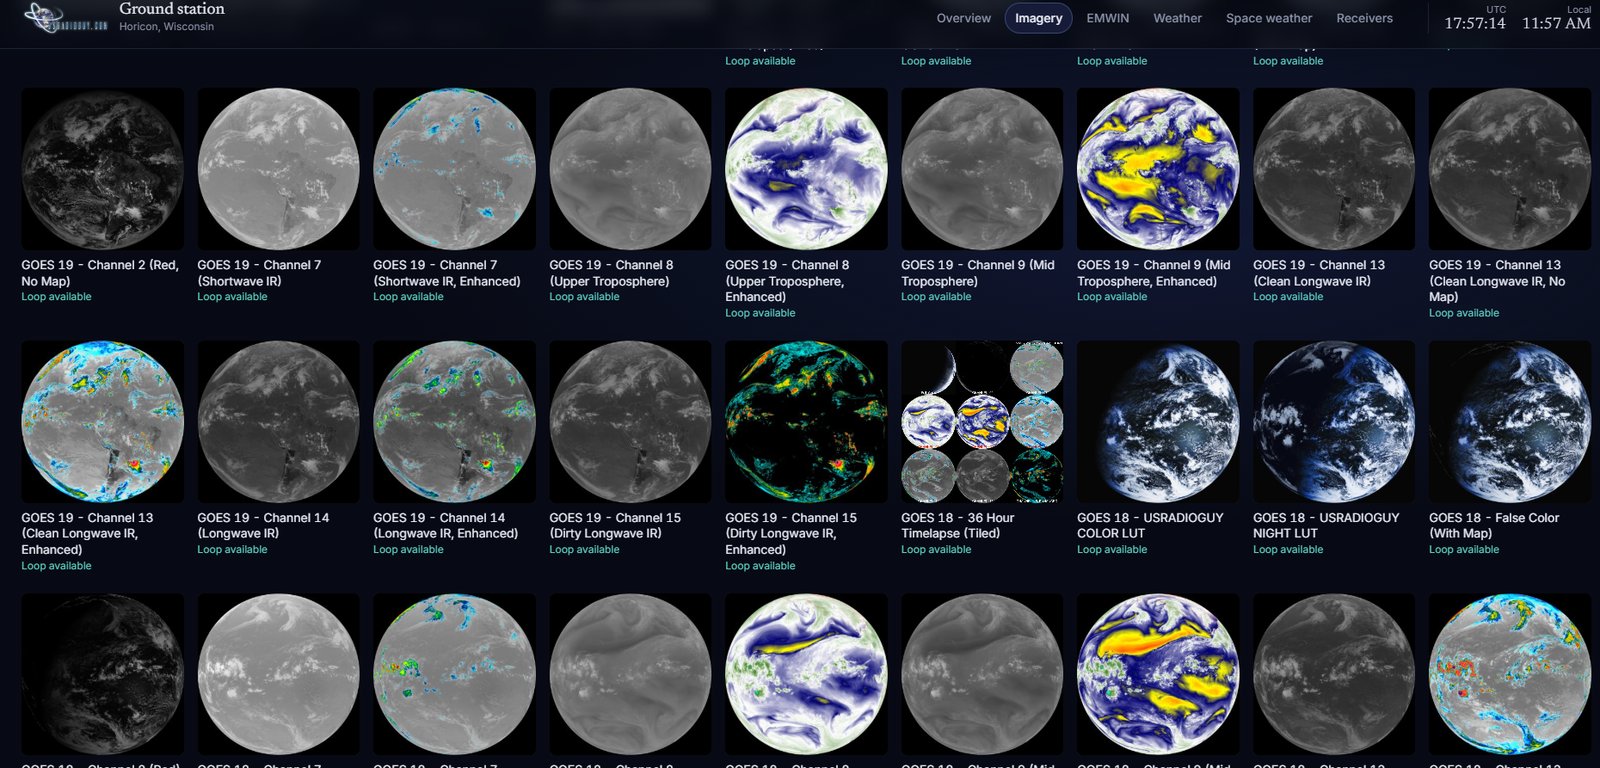 Ground station
Horicon, Wisconsin
Overview
Imagery
EMWIN
Weather
Space weather
Receivers
UTC
17:57:14
Local
11:57 AM
Loop available
Loop available
Loop available
Loop available
GOES 19 - Channel 2 (Red,
No Map)
Loop available
GOES 19 - Channel 7
(Shortwave IR)
Loop available
GOES 19 - Channel 7
(Shortwave IR, Enhanced)
Loop available
GOES 19 - Channel 8
(Upper Troposphere)
Loop available
GOES 19 - Channel 8
(Upper Troposphere,
Enhanced)
Loop available
GOES 19 - Channel 9 (Mid
Troposphere)
Loop available
GOES 19 - Channel 9 (Mid
Troposphere, Enhanced)
Loop available
GOES 19 - Channel 13
(Clean Longwave IR)
Loop available
GOES 19 - Channel 13
(Clean Longwave IR, No
Map)
Loop available
GOES 19 - Channel 13
(Clean Longwave IR,
Enhanced)
Loop available
GOES 19 - Channel 14
(Longwave IR)
Loop available
GOES 19 - Channel 14
(Longwave IR, Enhanced)
Loop available
GOES 19 - Channel 15
(Dirty Longwave IR)
Loop available
GOES 19 - Channel 15
(Dirty Longwave IR,
Enhanced)
Loop available
GOES 18 - 36 Hour
Timelapse (Tiled)
Loop available
GOES 18 - USRADIOGUY
COLOR LUT
Loop available
GOES 18 - USRADIOGUY
NIGHT LUT
Loop available
GOES 18 - False Color
(With Map)
Loop available